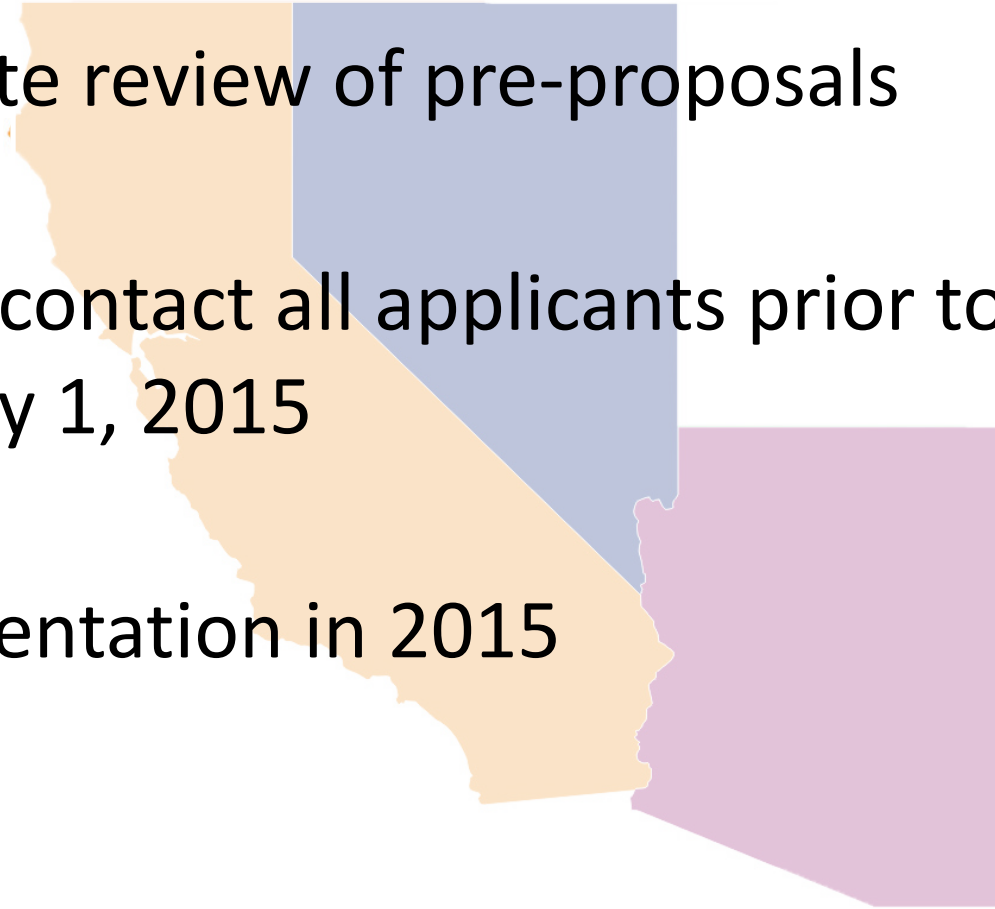 te review of pre-proposals
contact all applicants prior to
y 1, 2015
entation in 2015